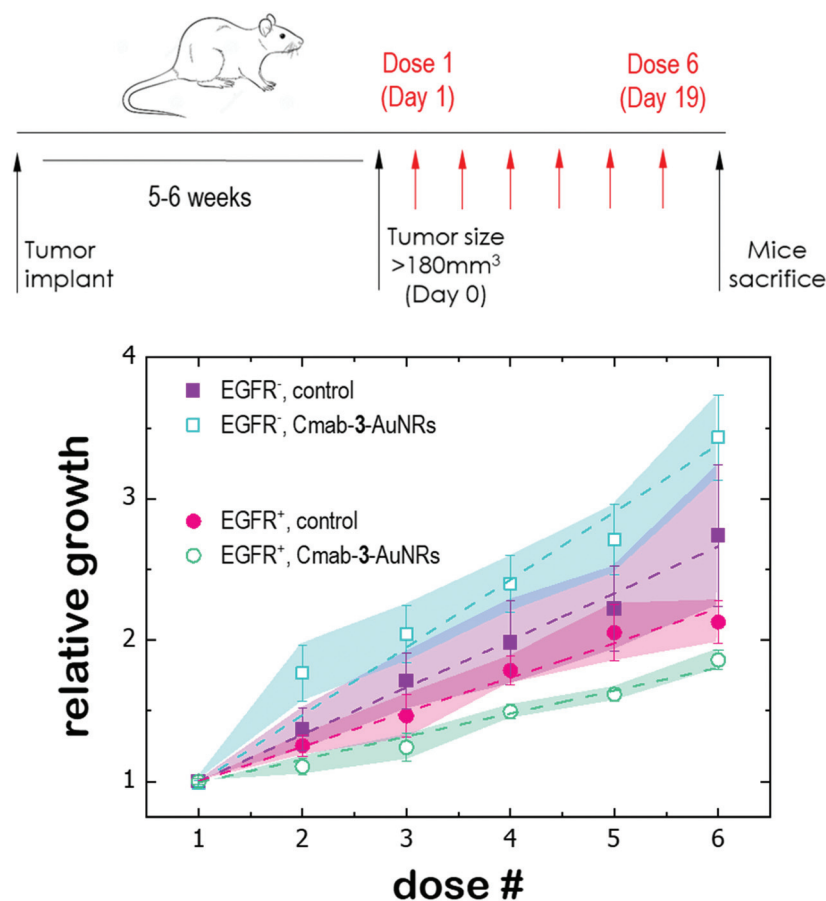 Dose 1
(Day 1)
Dose 6
(Day 19)
5-6 weeks
Tumor
implant
Tumor size
>180mm³
(Day 0)
Mice
sacrifice
4
3
2
1
relative growth
EGFR⁻, control
EGFR⁻, Cmab-3-AuNRs
EGFR⁺, control
EGFR⁺, Cmab-3-AuNRs
1 2 3 4 5 6
dose #